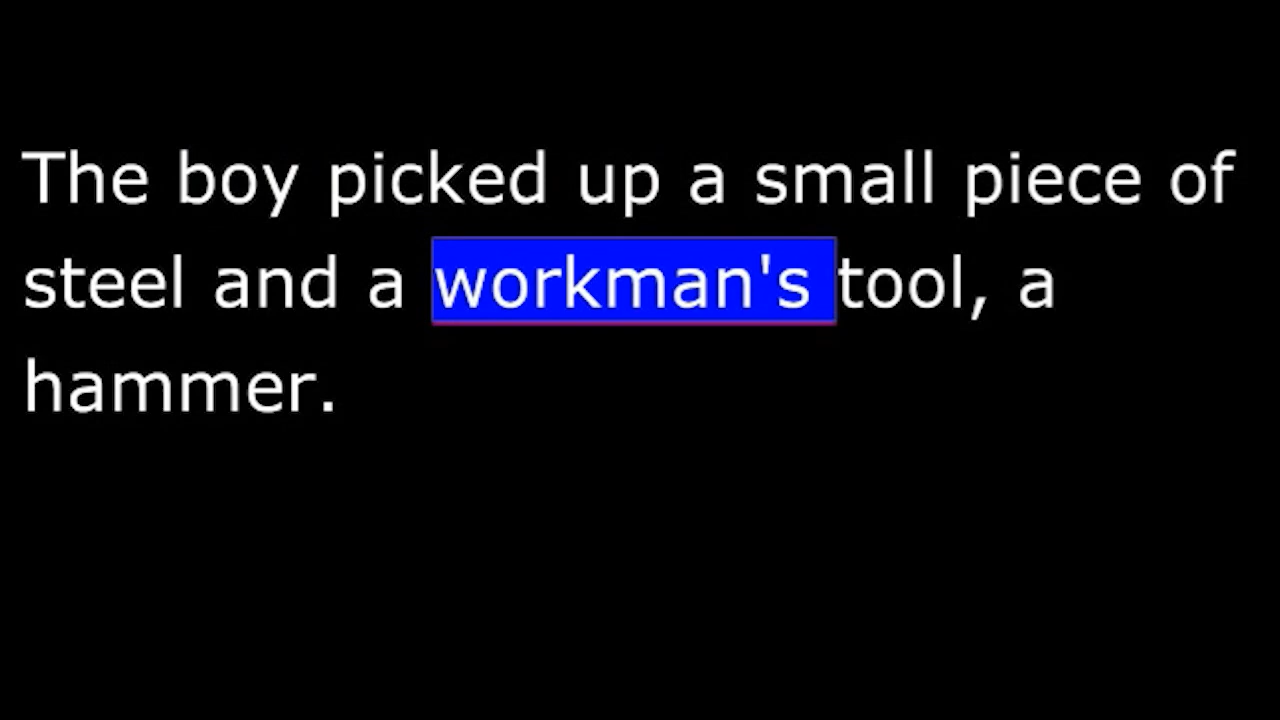 The boy picked up a small piece of
steel and a workman's tool, a
hammer.